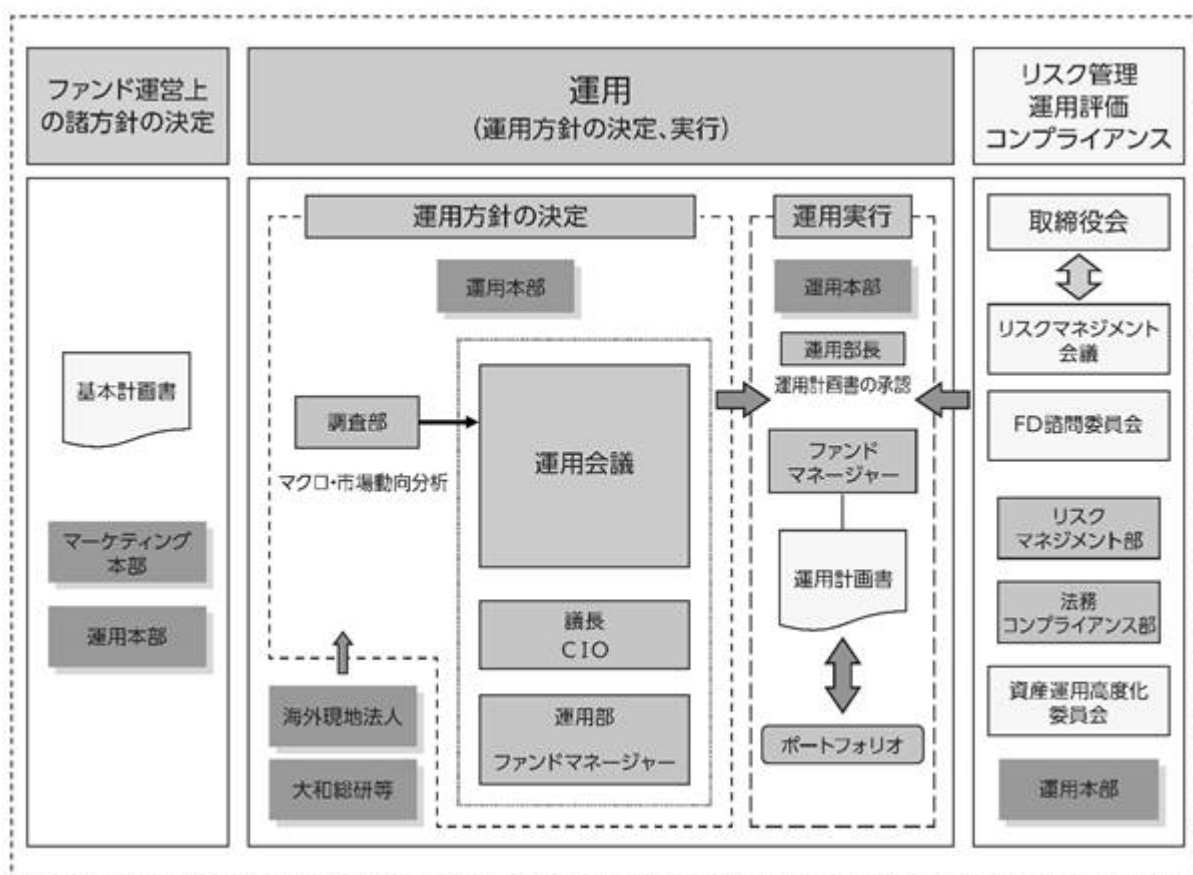 ファンド運営上
の諸方針の決定
基本計画書
マーケティング
本部
運用本部
運用
(運用方針の決定、実行)
運用方針の決定
運用本部
調査部
マクロ・市場動向分析
運用会議
議長
CIO
運用部
ファンドマネージャー
海外現地法人
大和総研等
運用実行
運用本部
運用部長
運用計画書の承認
ファンド
マネージャー
運用計画書
ポートフォリオ
リスク管理
運用評価
コンプライアンス
取締役会
リスクマネジメント
会議
FD諮問委員会
リスク
マネジメント部
法務
コンプライアンス部
資産運用高度化
委員会
運用本部